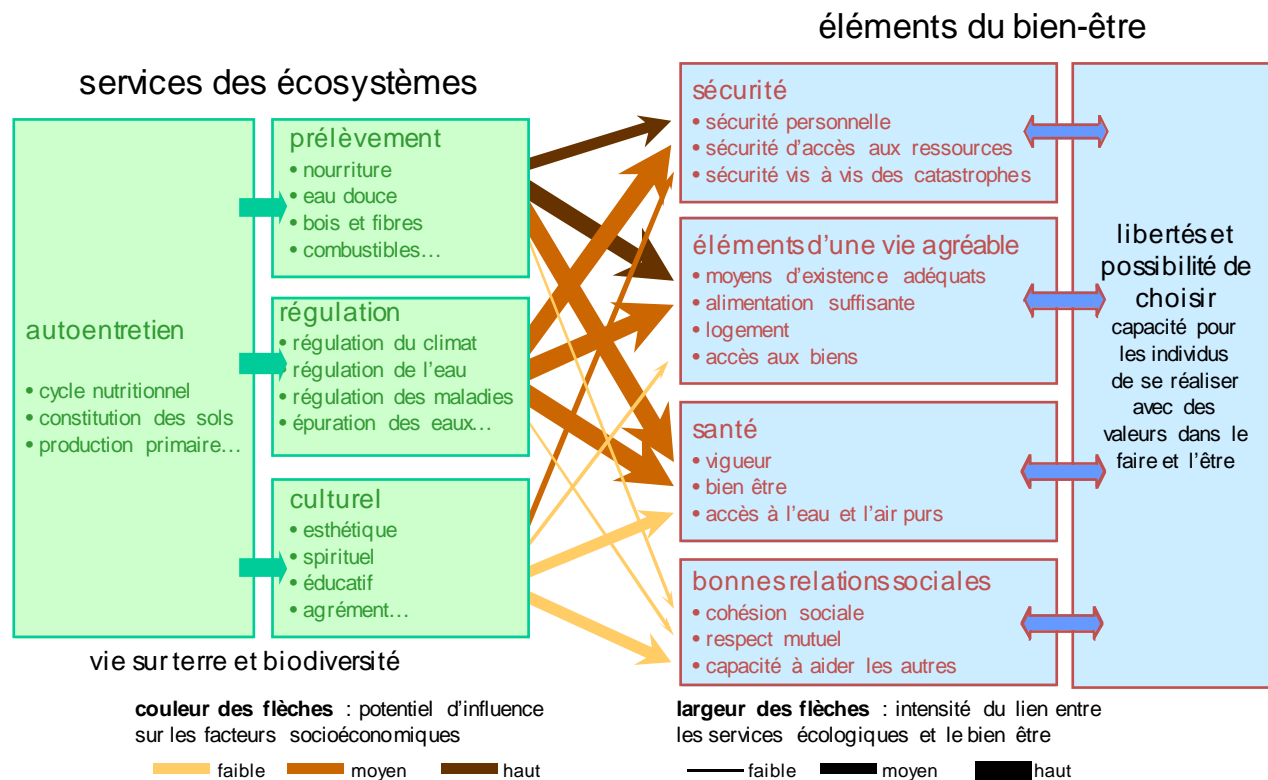 éléments du bien-être
services des écosystèmes
autoentretien
• cycle nutritionnel
• constitution des sols
• production primaire…
prélèvement
• nourriture
• eau douce
• bois et fibres
• combustibles…
régulation
• régulation du climat
• régulation de l'eau
• régulation des maladies
• épuration des eaux…
culturel
• esthétique
• spirituel
• éducatif
• agrément…
vie sur terre et biodiversité
sécurité
• sécurité personnelle
• sécurité d'accès aux ressources
• sécurité vis à vis des catastrophes
éléments d'une vie agréable
• moyens d'existence adéquats
• alimentation suffisante
• logement
• accès aux biens
santé
• vigueur
• bien être
• accès à l'eau et l'air purs
bonnes relations sociales
• cohésion sociale
• respect mutuel
• capacité à aider les autres
libertés et
possibilité de
choisir
capacité pour
les individus
de se réaliser
avec des
valeurs dans le
faire et l'être
couleur des flèches : potentiel d'influence
sur les facteurs socioéconomiques
faible moyen haut
largeur des flèches : intensité du lien entre
les services écologiques et le bien être
faible moyen haut